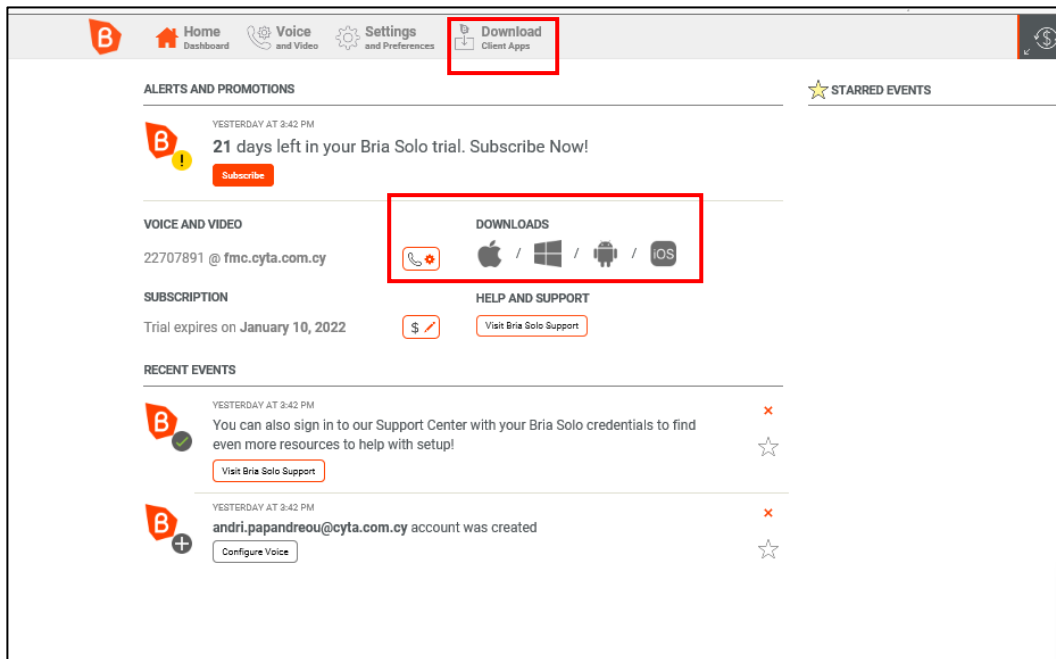 Home
Dashboard
Voice
and Video
Settings
and Preferences
Download
Client Apps
ALERTS AND PROMOTIONS
STARRED EVENTS
YESTERDAY AT 3:42 PM
21 days left in your Bria Solo trial. Subscribe Now!
Subscribe
VOICE AND VIDEO
DOWNLOADS
22707891 @ fmc.cyta.com.cy
/ / / iOS
SUBSCRIPTION
HELP AND SUPPORT
Trial expires on January 10, 2022
$
Visit Bria Solo Support
RECENT EVENTS
YESTERDAY AT 3:42 PM
You can also sign in to our Support Center with your Bria Solo credentials to find
even more resources to help with setup!
Visit Bria Solo Support
YESTERDAY AT 3:42 PM
andri.papandreou@cyta.com.cy account was created
Configure Voice